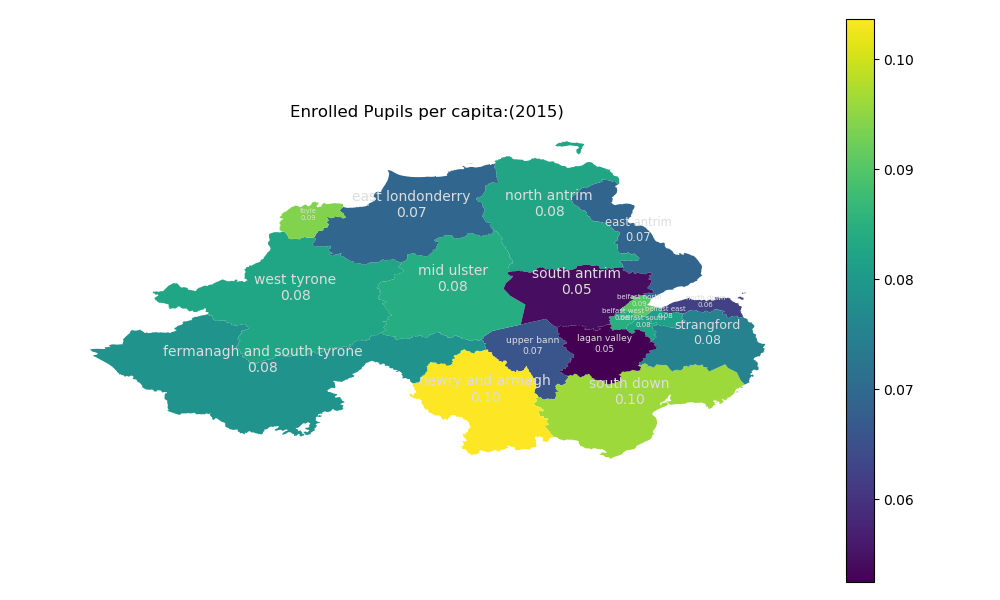 Enrolled Pupils per capita:(2015)
0.10
0.09
0.08
0.07
0.06
east londonderry
0.07
north antrim
0.08
foyle
0.09
east antrim
0.07
mid ulster
0.08
south antrim
0.05
west tyrone
0.08
belfast north
0.09
0.06
belfast west
belfast east
0.08
belfast south
0.08
strangford
0.08
upper bann
0.07
lagan valley
0.05
fermanagh and south tyrone
0.08
newry and armagh
0.10
south down
0.10